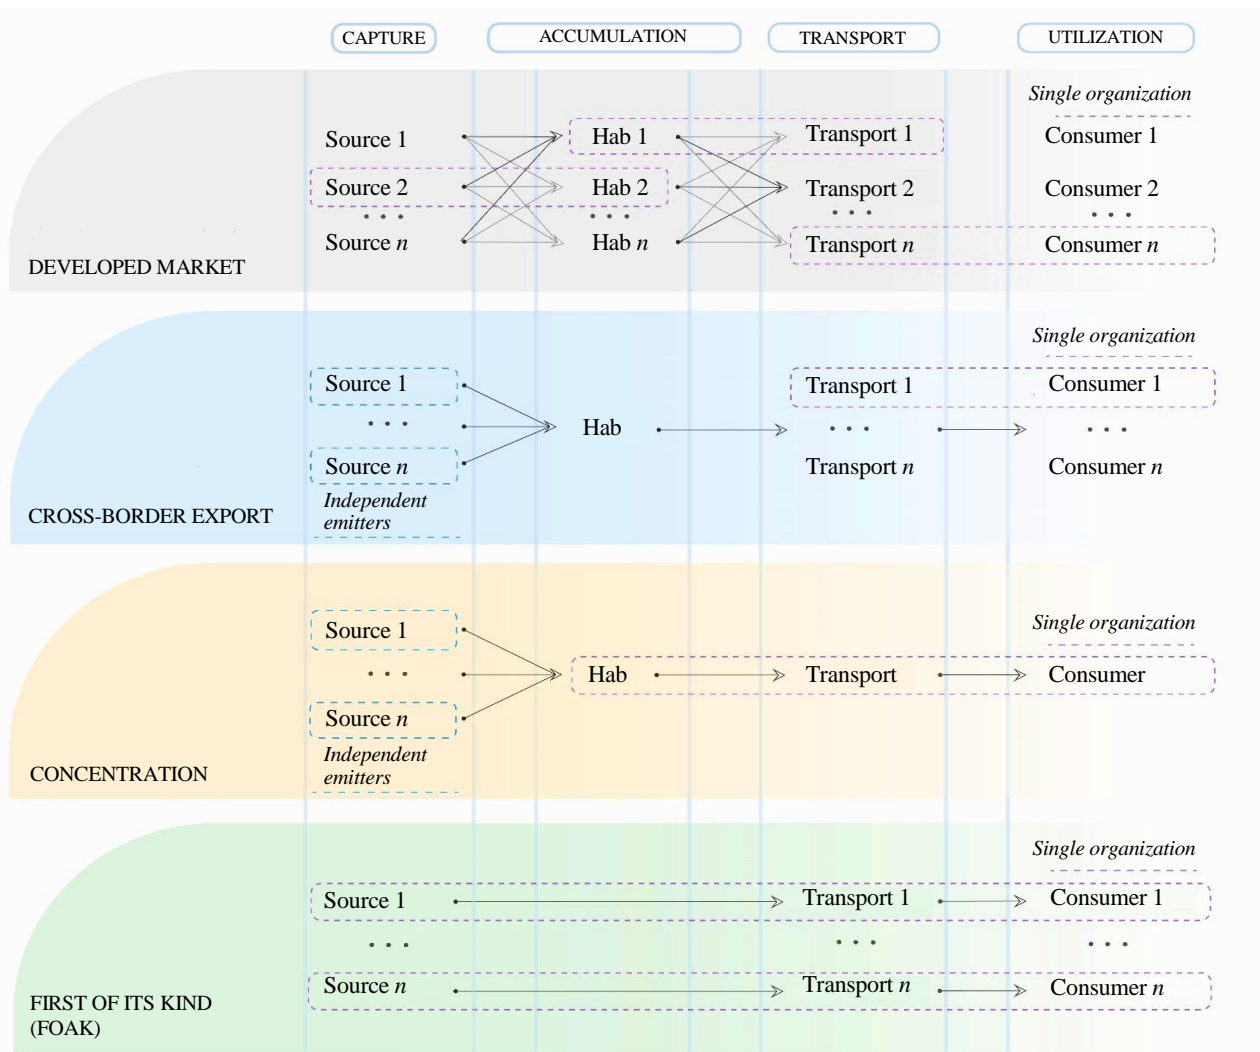 CAPTURE ACCUMULATION TRANSPORT UTILIZATION
Single organization
Source 1 Hab 1 Transport 1 Consumer 1
Source 2 Hab 2 Transport 2 Consumer 2
... ... ... ...
Source n Hab n Transport n Consumer n
DEVELOPED MARKET
Single organization
Source 1 Transport 1 Consumer 1
... Hab ... ...
Source n Transport n Consumer n
Independent
emitters
CROSS-BORDER EXPORT
Single organization
Source 1
... Hab Transport Consumer
Source n
Independent
emitters
CONCENTRATION
Single organization
Source 1 Transport 1 Consumer 1
... ... ...
Source n Transport n Consumer n
FIRST OF ITS KIND
(FOAK)